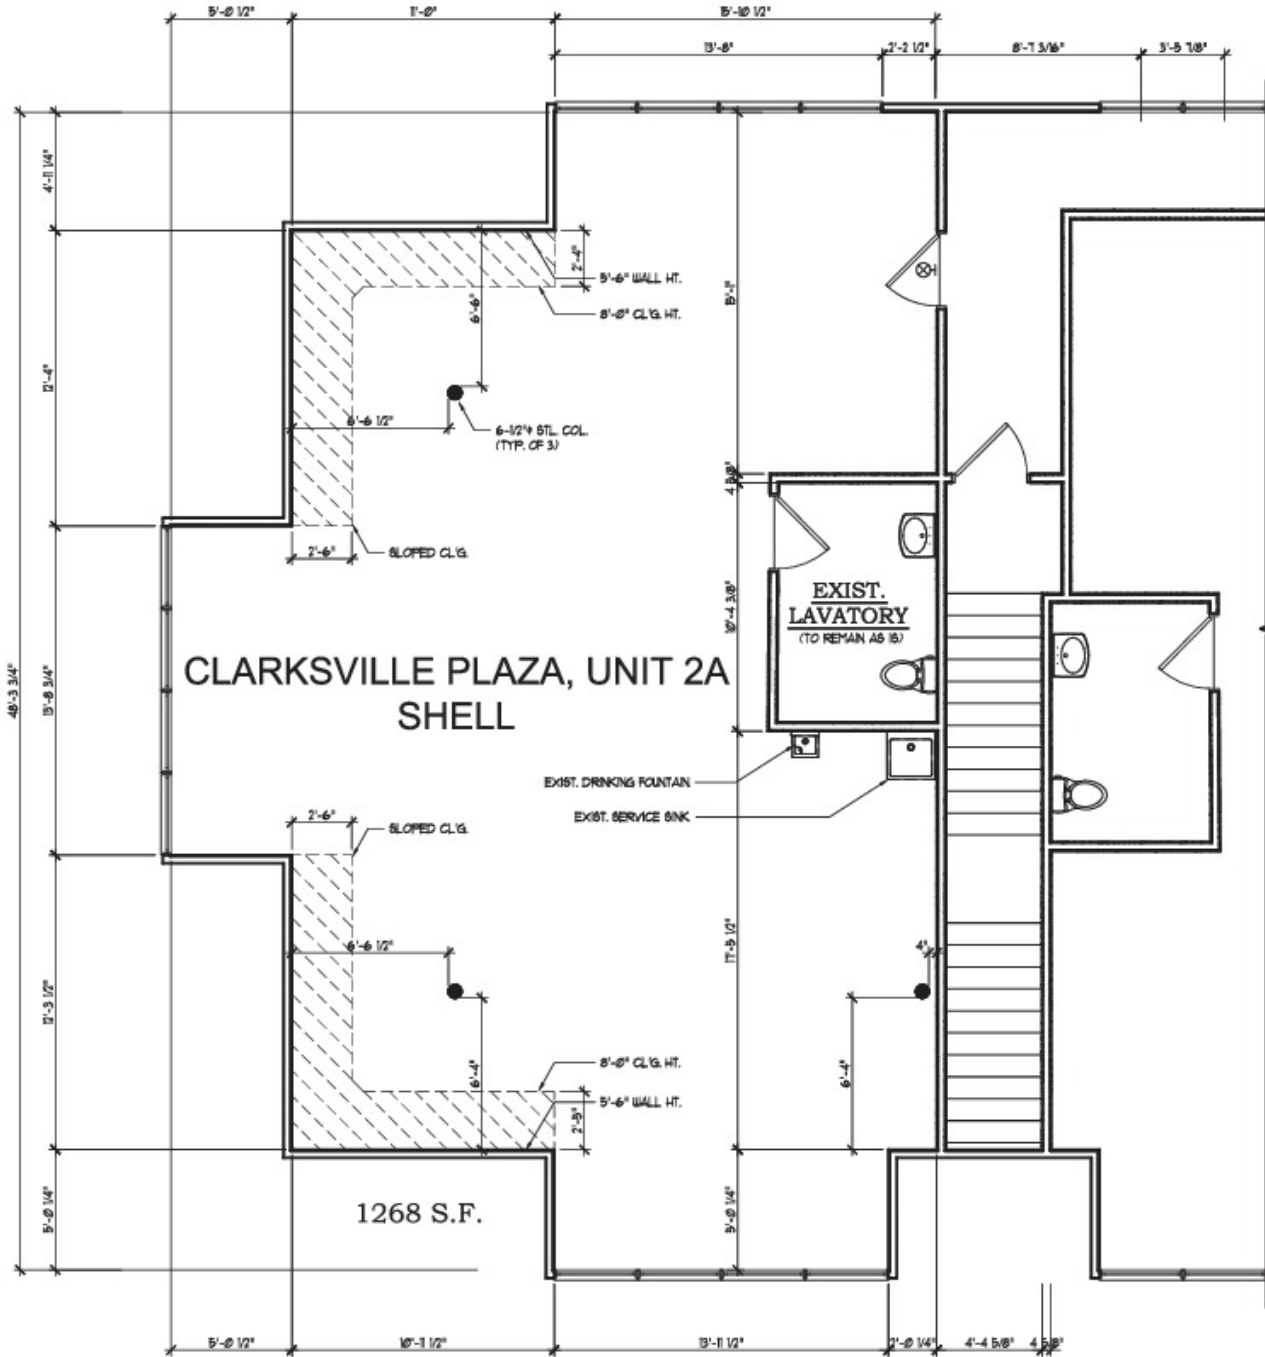 5'-0 1/2"
11'-0"
15'-10 1/2"
13'-8"
2'-2 1/2"
8'-7 3/16"
3'-5 7/8"
4'-11 1/4"
2'-4"
5'-6" WALL HT.
15'-1"
6'-6"
8'-0" CL'G. HT.
12'-4"
6'-6 1/2"
6-1/2"ϕ STL. COL.
(TYP. OF 3)
4 5/8"
2'-6"
SLOPED CL'G.
EXIST.
LAVATORY
(TO REMAIN AS IS)
10'-4 3/8"
48'-3 3/4"
13'-8 3/4"
CLARKSVILLE PLAZA, UNIT 2A
SHELL
EXIST. DRINKING FOUNTAIN
EXIST. SERVICE SINK
2'-6"
SLOPED CL'G.
6'-6 1/2"
17'-5 1/2"
4"
12'-3 1/2"
8'-0" CL'G. HT.
6'-4"
6'-4"
5'-6" WALL HT.
2'-5"
5'-0 1/4"
1268 S.F.
5'-0 1/4"
5'-0 1/2"
10'-11 1/2"
13'-11 1/2"
2'-0 1/4"
4'-4 5/8"
4 5/8"